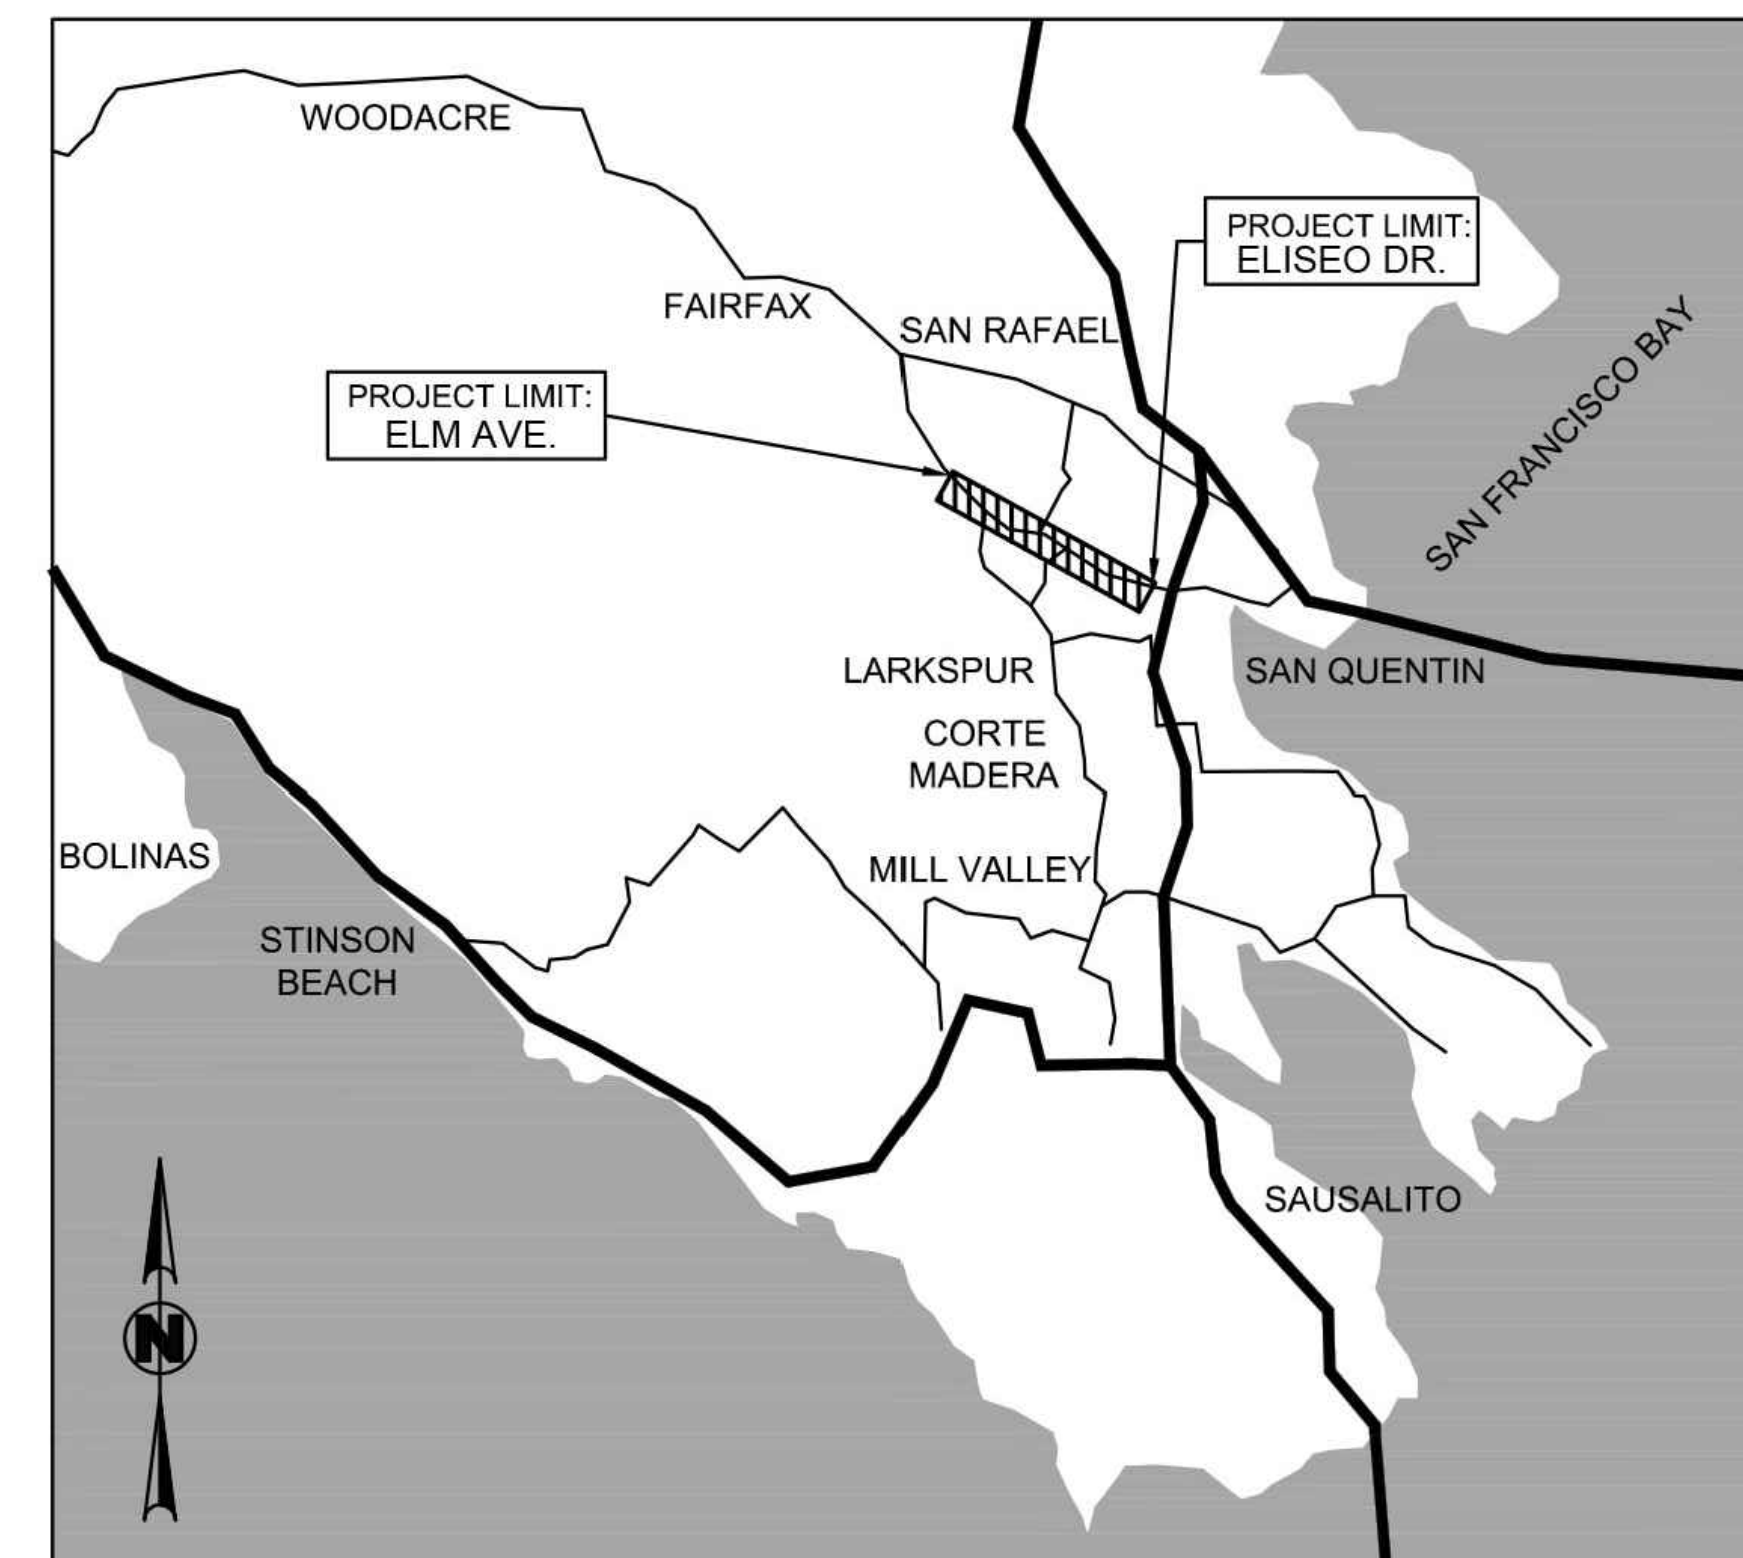 WOODACRE
PROJECT LIMIT:
ELISEO DR.
FAIRFAX
SAN RAFAEL
PROJECT LIMIT:
ELM AVE.
SAN FRANCISCO BAY
LARKSPUR
SAN QUENTIN
CORTE
MADERA
BOLINAS
MILL VALLEY
STINSON
BEACH
SAUSALITO
N